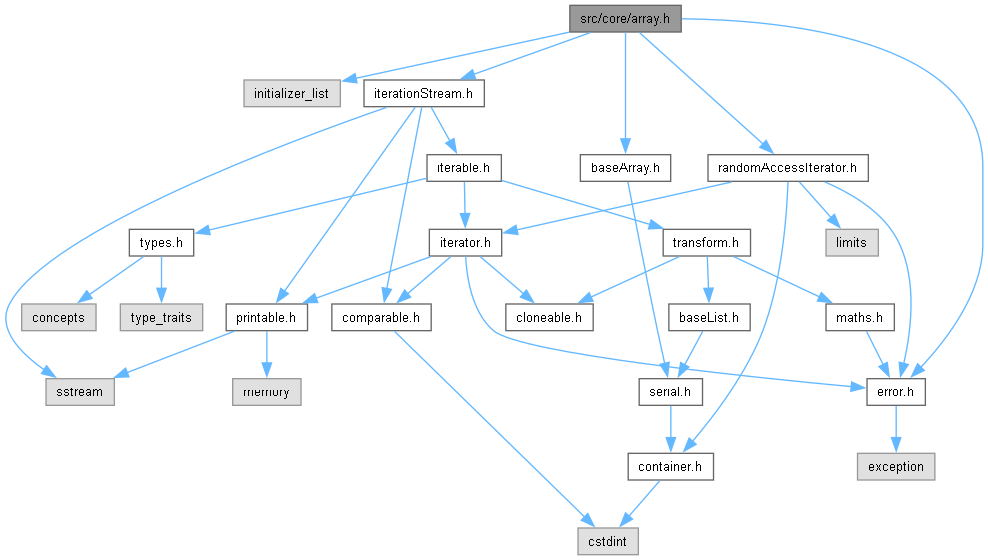 src/core/array.h
initializer_list
iterationStream.h
iterable.h
baseArray.h
randomAccessIterator.h
types.h
iterator.h
transform.h
limits
concepts
type_traits
printable.h
comparable.h
cloneable.h
baseList.h
maths.h
sstream
memory
serial.h
error.h
container.h
exception
cstdint